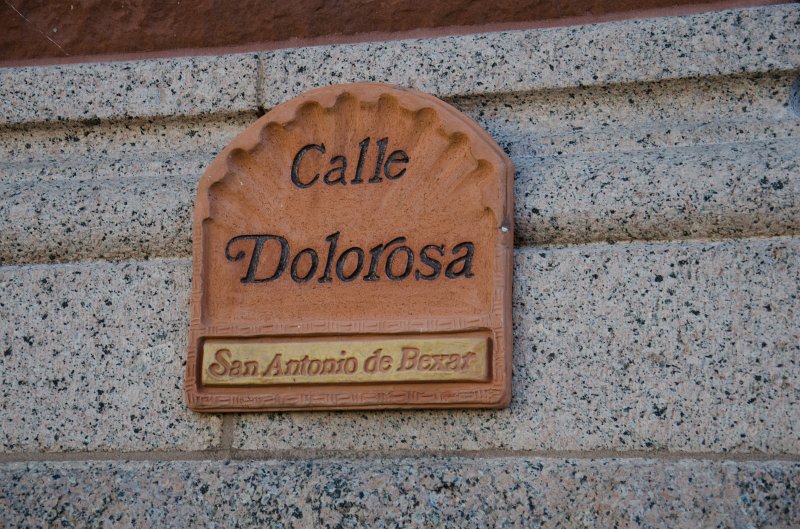 Calle
Dolorosa
San Antonio de Bexar